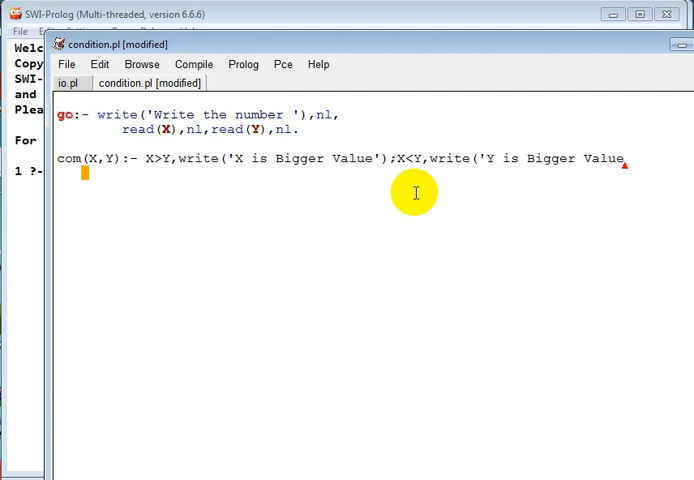 SWI-Prolog (Multi-threaded, version 6.6.6)
File
condition.pl [modified]
Welc
Copy
SWI-
and
Plea
For
1 ?-
File Edit Browse Compile Prolog Pce Help
io.pl condition.pl [modified]
go:- write('Write the number '),nl,
read(X),nl,read(Y),nl.
com(X,Y):- X>Y,write('X is Bigger Value');X<Y,write('Y is Bigger Value